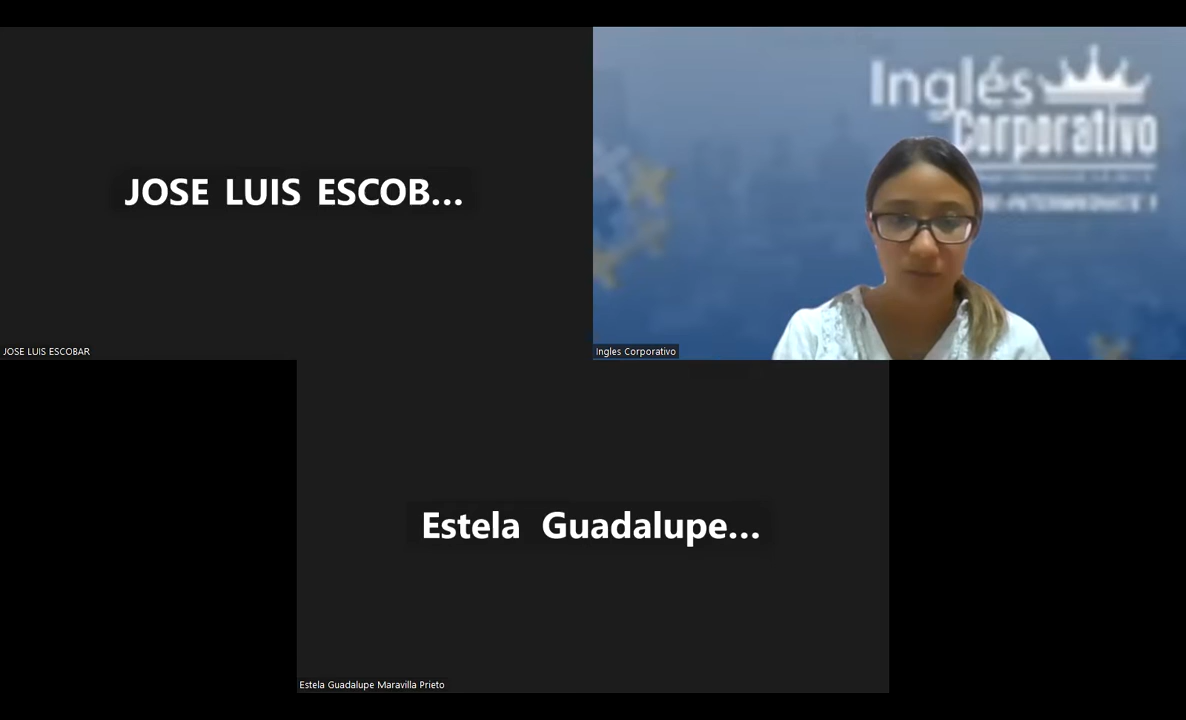 JOSE LUIS ESCOB...
JOSE LUIS ESCOBAR
Inglés
Corporativo
Ingles Corporativo
Estela Guadalupe...
Estela Guadalupe Maravilla Prieto